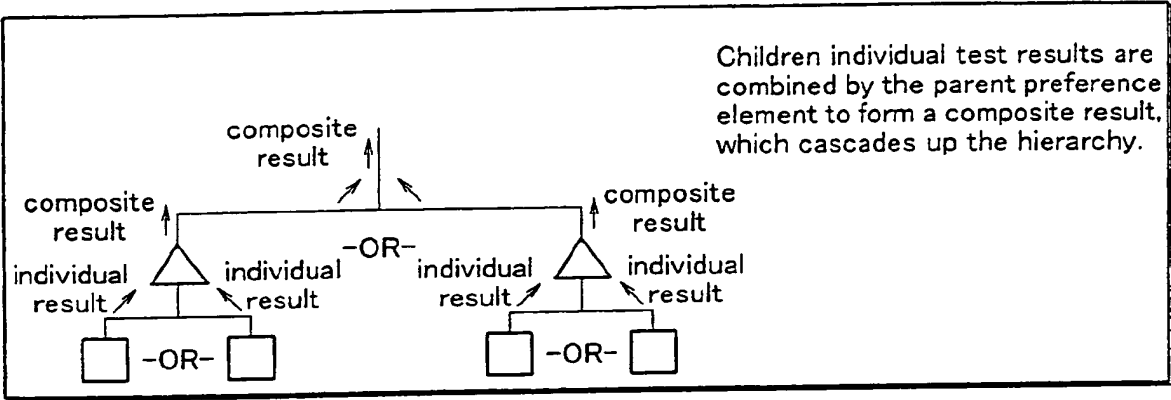 Children individual test results are
combined by the parent preference
element to form a composite result,
which cascades up the hierarchy.
composite
result
composite
result
composite
result
-OR-
individual
result
individual
result
individual
result
individual
result
-OR-
-OR-